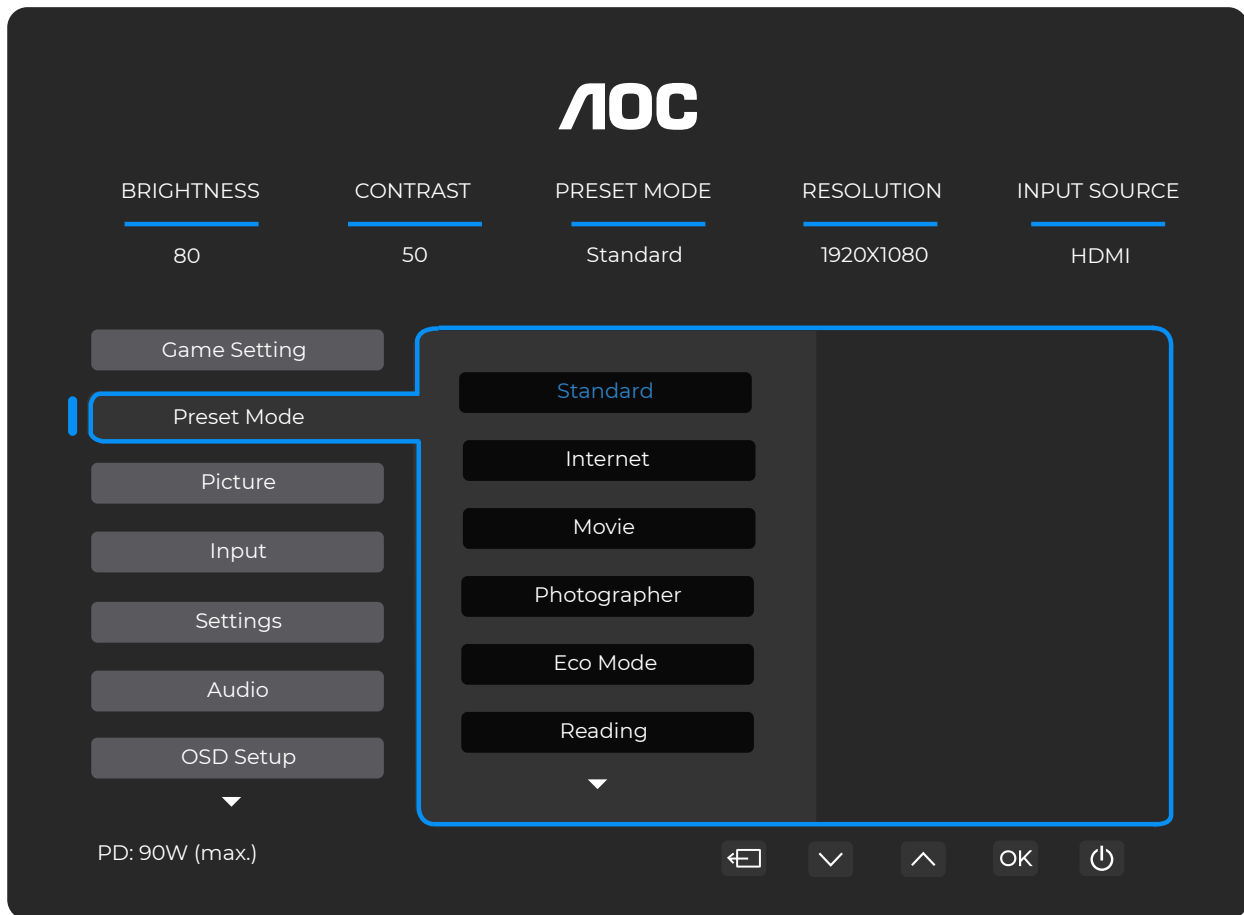 AOC
BRIGHTNESS CONTRAST PRESET MODE RESOLUTION INPUT SOURCE
80 50 Standard 1920X1080 HDMI
Game Setting
Preset Mode
Picture
Input
Settings
Audio
OSD Setup
Standard
Internet
Movie
Photographer
Eco Mode
Reading
PD: 90W (max.)
OK